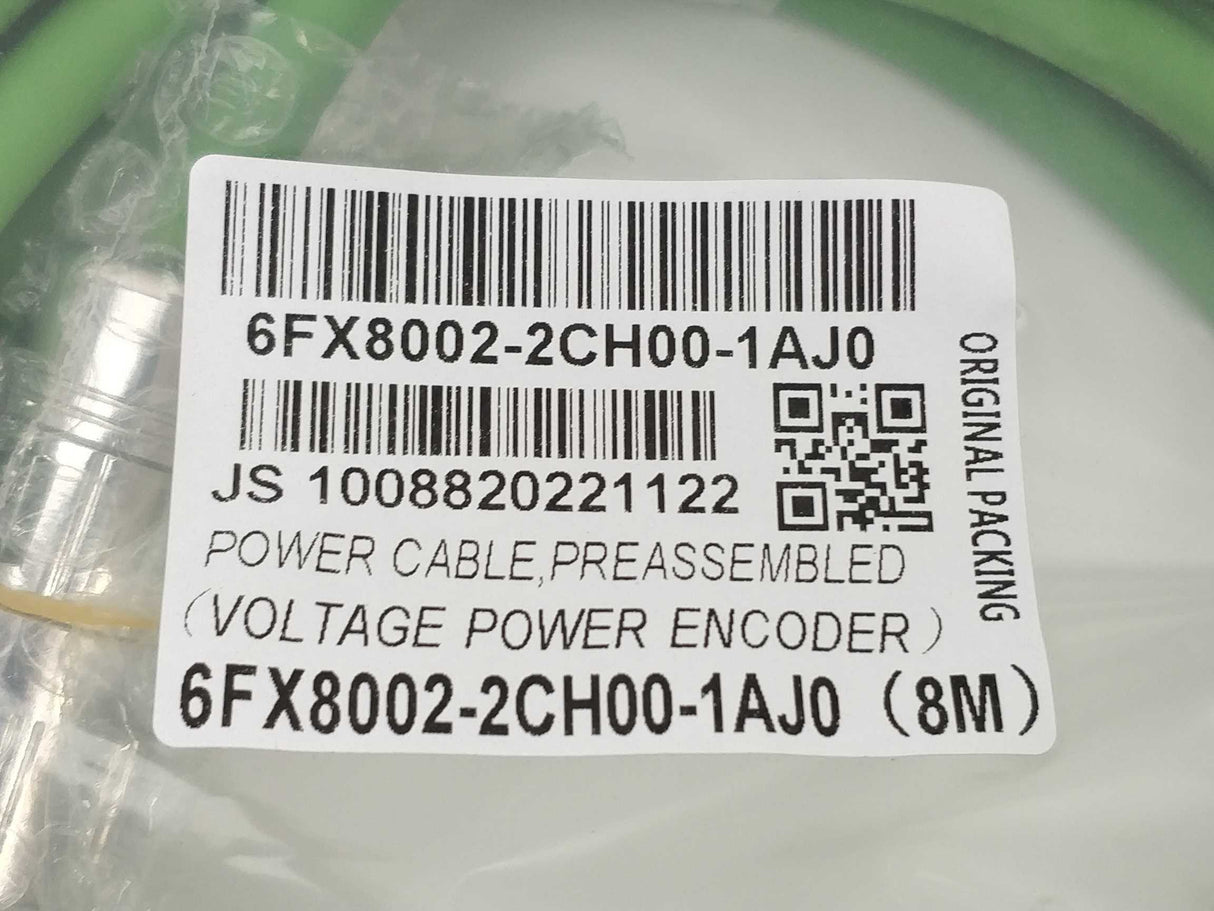 6FX8002-2CH00-1AJ0
JS 1008820221122
POWER CABLE,PREASSEMBLED
（VOLTAGE POWER ENCODER）
6FX8002-2CH00-1AJ0（8M）
ORIGINAL PACKING